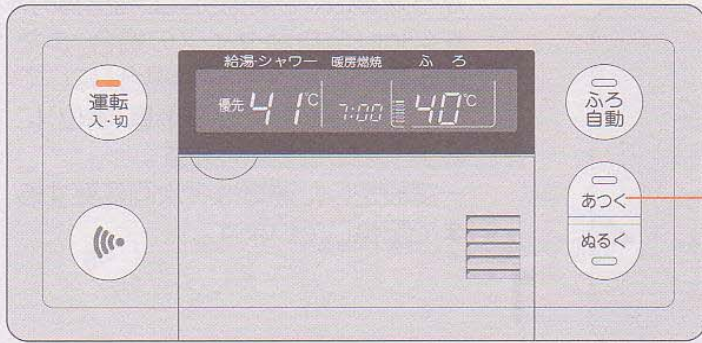 給湯・シャワー 暖房燃焼 ふろ
優先 41℃ 7:00 40℃
運転
入・切
ふろ
自動
あつく
ぬるく